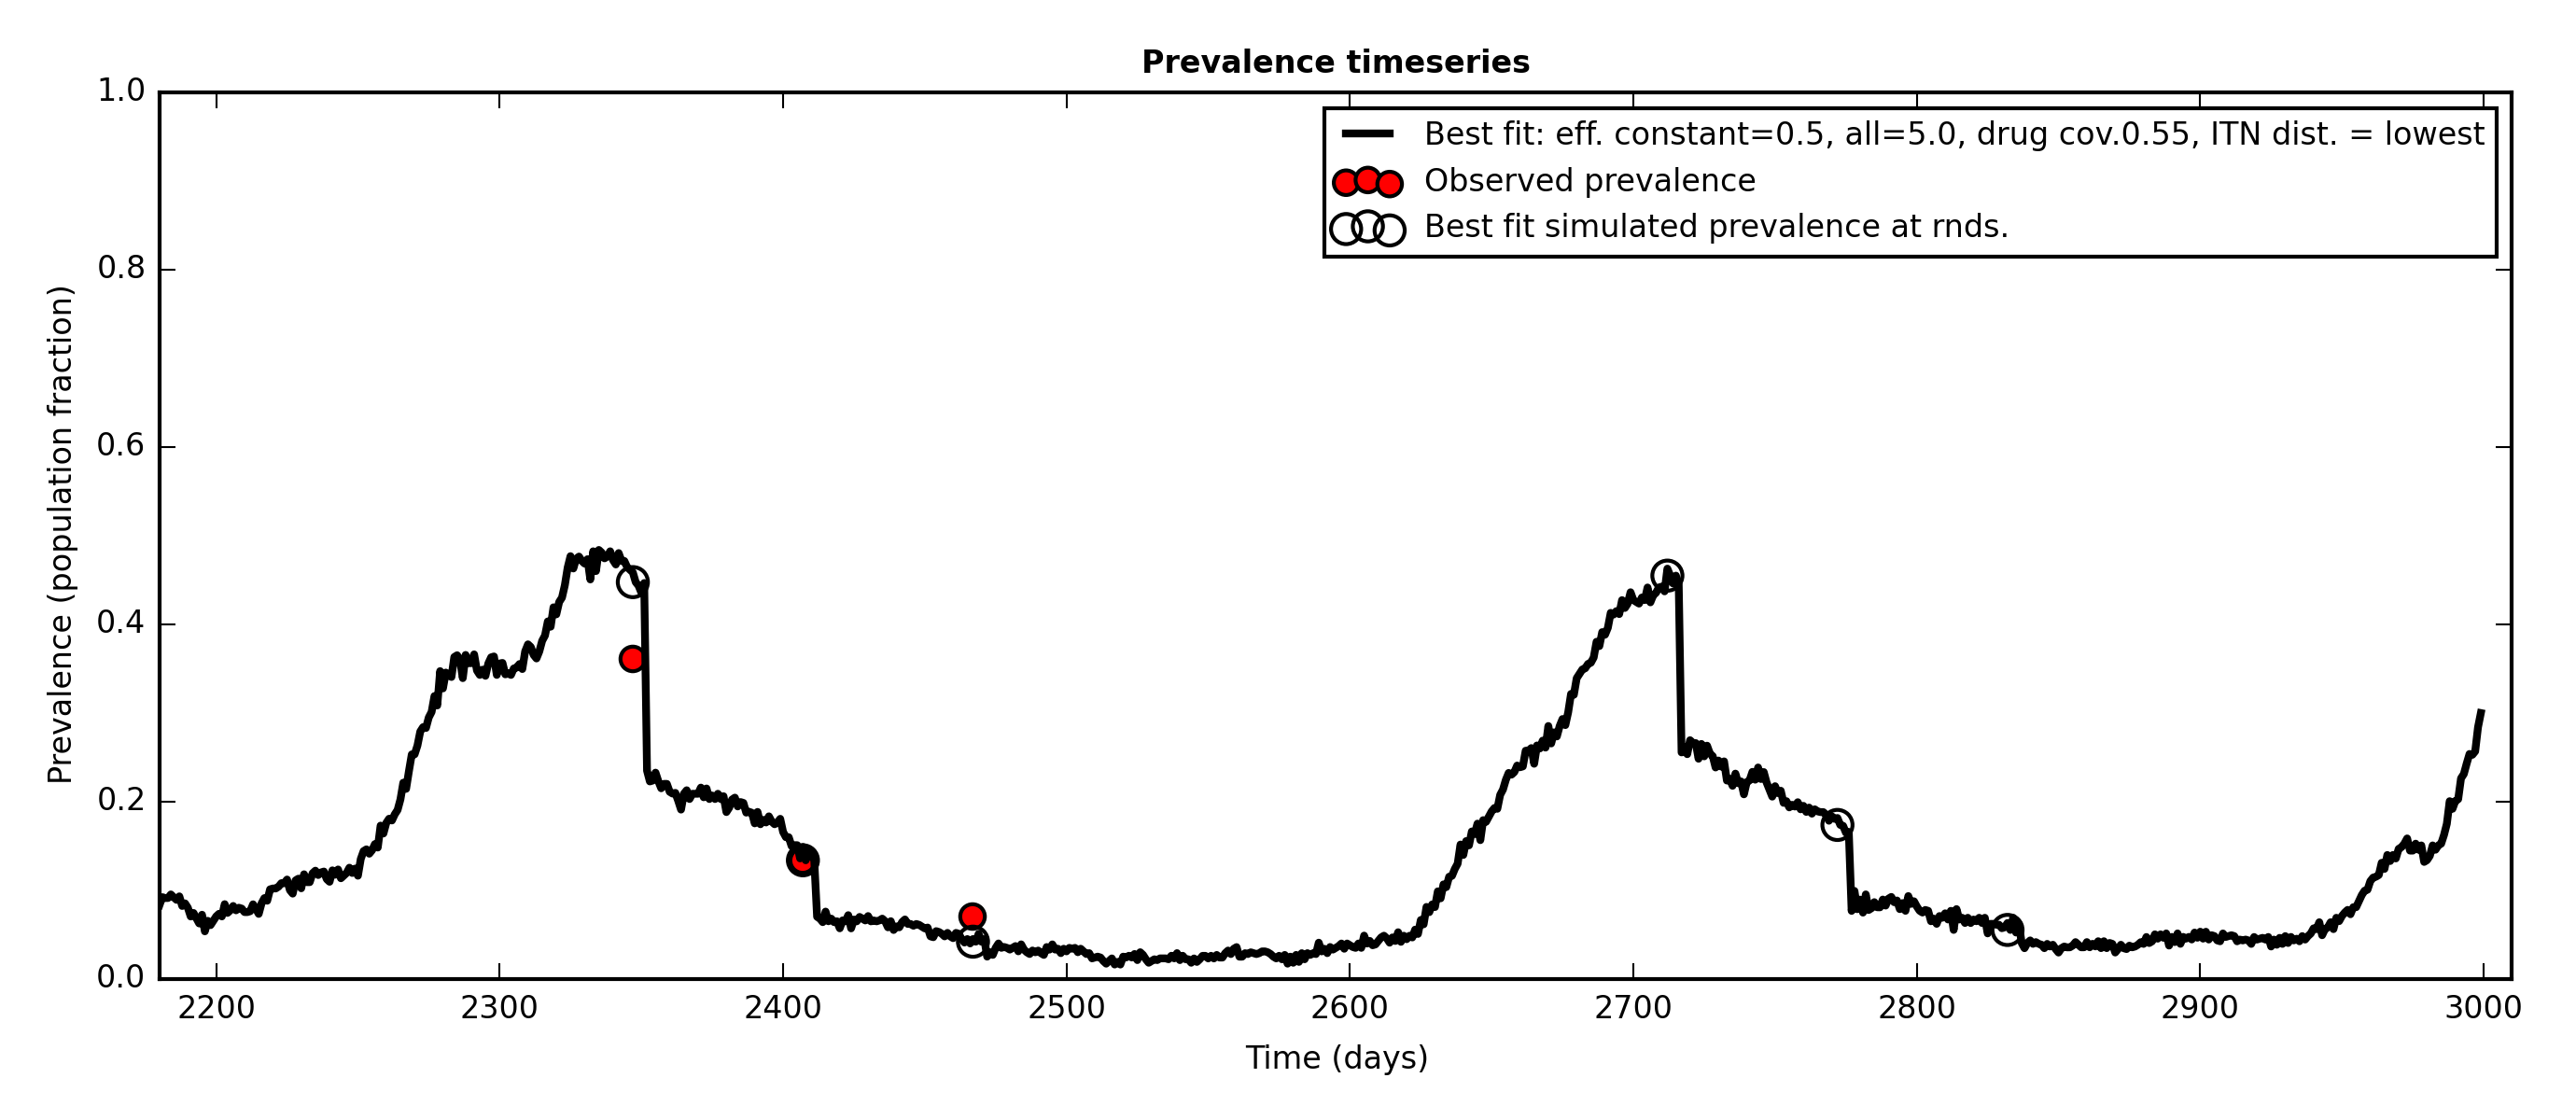 Prevalence timeseries
1.0
0.8
0.6
0.4
0.2
0.0
Prevalence (population fraction)
Best fit: eff. constant=0.5, all=5.0, drug cov.0.55, ITN dist. = lowest
Observed prevalence
Best fit simulated prevalence at rnds.
2200 2300 2400 2500 2600 2700 2800 2900 3000
Time (days)